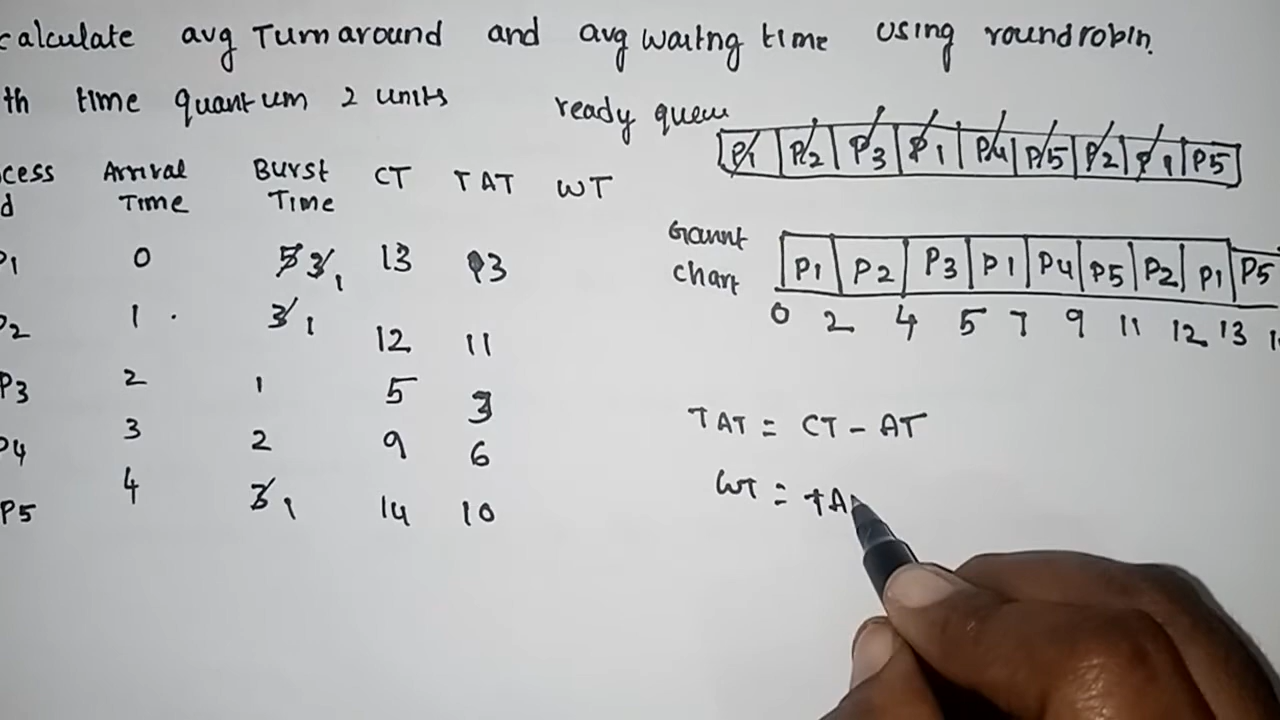 calculate avg Turnaround and avg waitng time using roundrobin.
th time quantum 2 units
ready queue
P1 P2 P3 P1 P4 P5 P2 P1 P5
cess Arrival Burst CT TAT WT
d Time Time
P1 0 5 3 1 13 13
P2 1 3 1 12 11
P3 2 1 5 3
P4 3 2 9 6
P5 4 3 1 14 10
Gannt
chart
P1 P2 P3 P1 P4 P5 P2 P1 P5
0 2 4 5 7 9 11 12 13 1
TAT = CT - AT
WT = TA